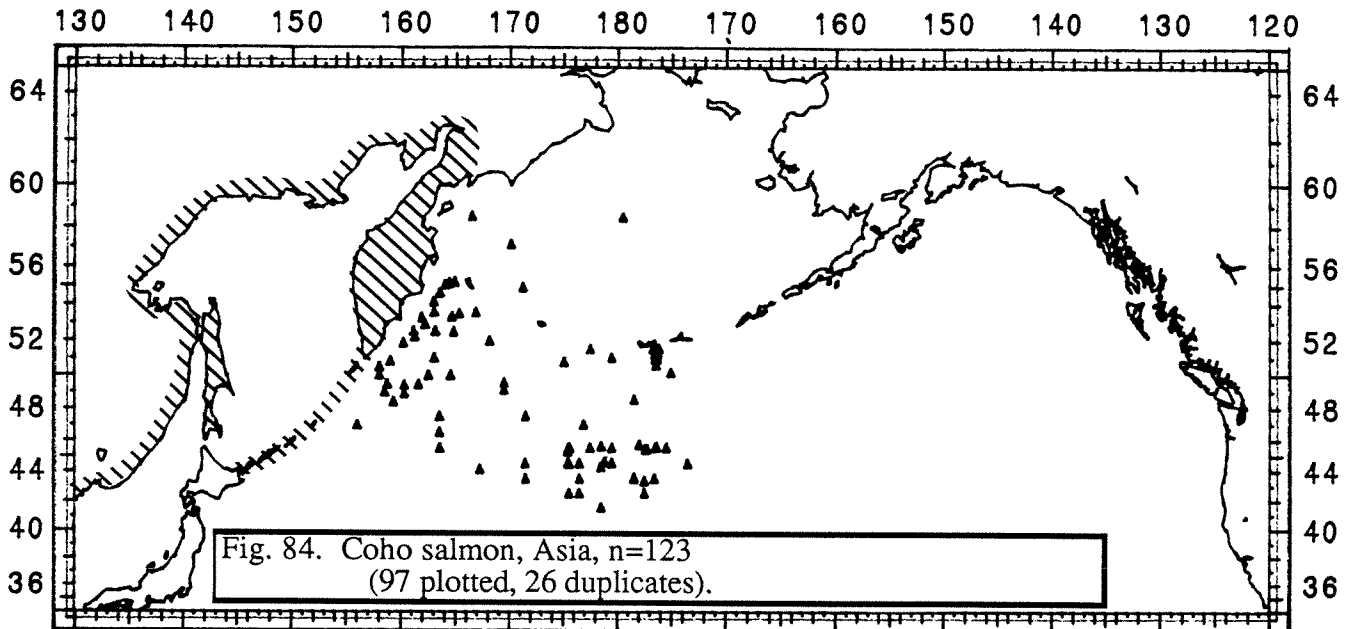 130 140 150 160 170 180 170 160 150 140 130 120
64 64
60 60
56 56
52 52
48 48
44 44
40 40
36 36
Fig. 84. Coho salmon, Asia, n=123
(97 plotted, 26 duplicates).